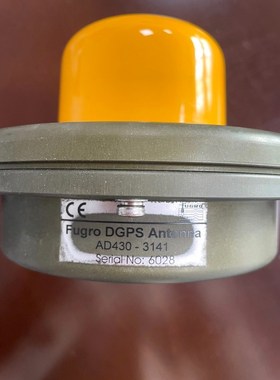 CE
Fugro DGPS Antenna
AD430 - 3141
Serial No: 6028